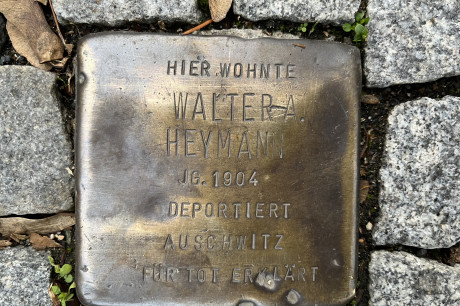 HIER WOHNTE
WALTER A.
HEYMANN
JG. 1904
DEPORTIERT
AUSCHWITZ
FÜR TOT ERKLÄRT